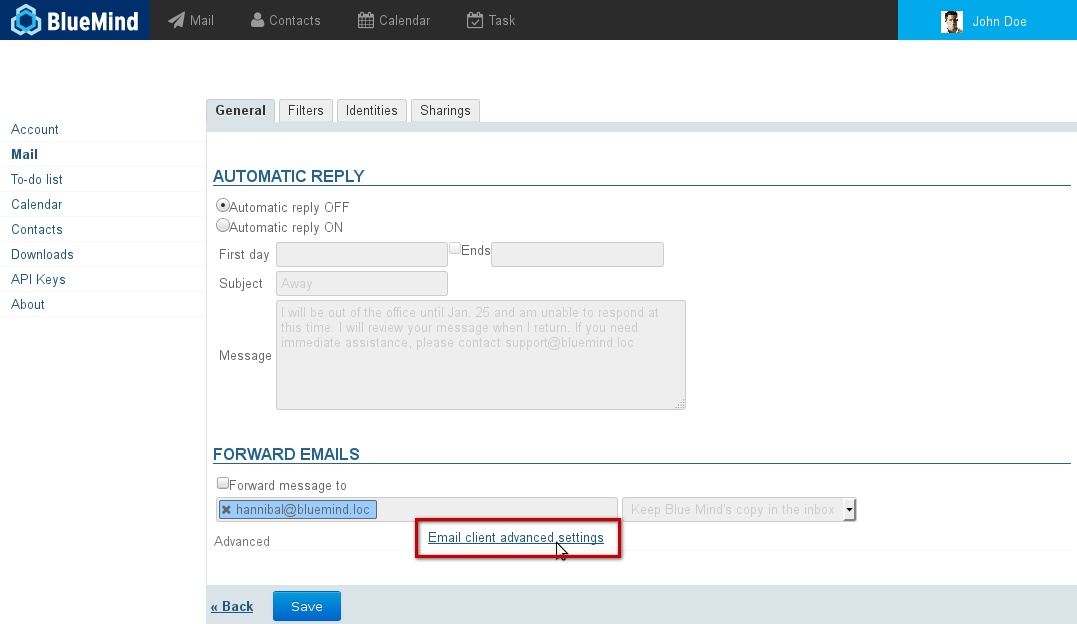 BlueMind Mail Contacts Calendar Task John Doe
General Filters Identities Sharings
Account
Mail
To-do list
Calendar
Contacts
Downloads
API Keys
About
AUTOMATIC REPLY
Automatic reply OFF
Automatic reply ON
First day Ends
Subject Away
Message
I will be out of the office until Jan. 25 and am unable to respond at
this time. I will review your message when I return. If you need
immediate assistance, please contact support@bluemind.loc
FORWARD EMAILS
Forward message to
✖ hannibal@bluemind.loc Keep Blue Mind's copy in the inbox
Advanced Email client advanced settings
« Back Save